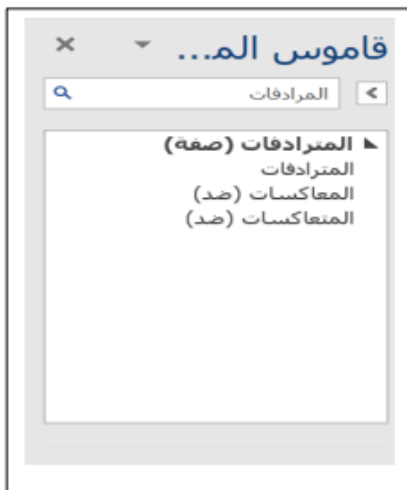 قاموس الم...
المرادفات
المترادفات (صفة)
المترادفات
المعاكسات (ضد)
المتعاكسات (ضد)